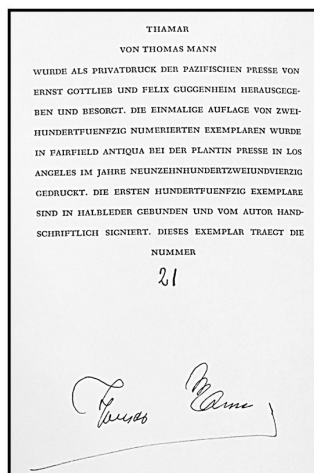 THAMAR
VON THOMAS MANN
WURDE ALS PRIVATDRUCK DER PAZIFISCHEN PRESSE VON
ERNST GOTTLIEB UND FELIX GUGGENHEIM HERAUSGEGE-
BEN UND BESORGT. DIE EINMALIGE AUFLAGE VON ZWEI-
HUNDERTFUENFZIG NUMERIERTEN EXEMPLAREN WURDE
IN FAIRFIELD ANTIQUA BEI DER PLANTIN PRESSE IN LOS
ANGELES IM JAHRE NEUNZEHNHUNDERTZWEIUNDVIERZIG
GEDRUCKT. DIE ERSTEN HUNDERTFUENFZIG EXEMPLARE
SIND IN HALBLEDER GEBUNDEN UND VOM AUTOR HAND-
SCHRIFTLICH SIGNIERT. DIESES EXEMPLAR TRAEGT DIE
NUMMER
21
Thomas Mann